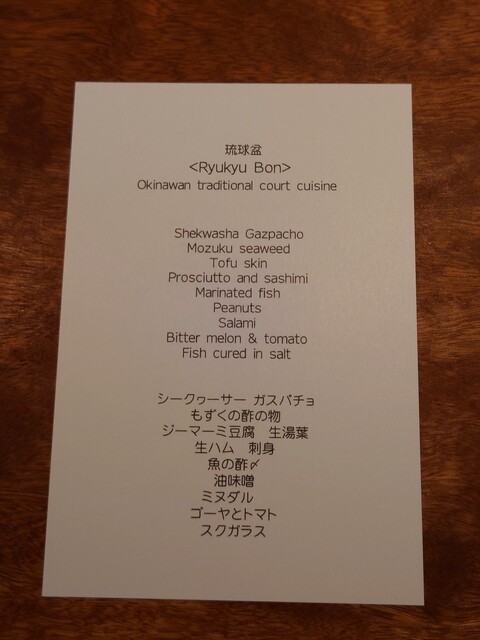 琉球盆
<Ryukyu Bon>
Okinawan traditional court cuisine
Shekwasha Gazpacho
Mozuku seaweed
Tofu skin
Prosciutto and sashimi
Marinated fish
Peanuts
Salami
Bitter melon & tomato
Fish cured in salt
シークヮーサー ガスパチョ
もずくの酢の物
ジーマーミ豆腐　生湯葉
生ハム　刺身
魚の酢〆
油味噌
ミヌダル
ゴーヤとトマト
スクガラス